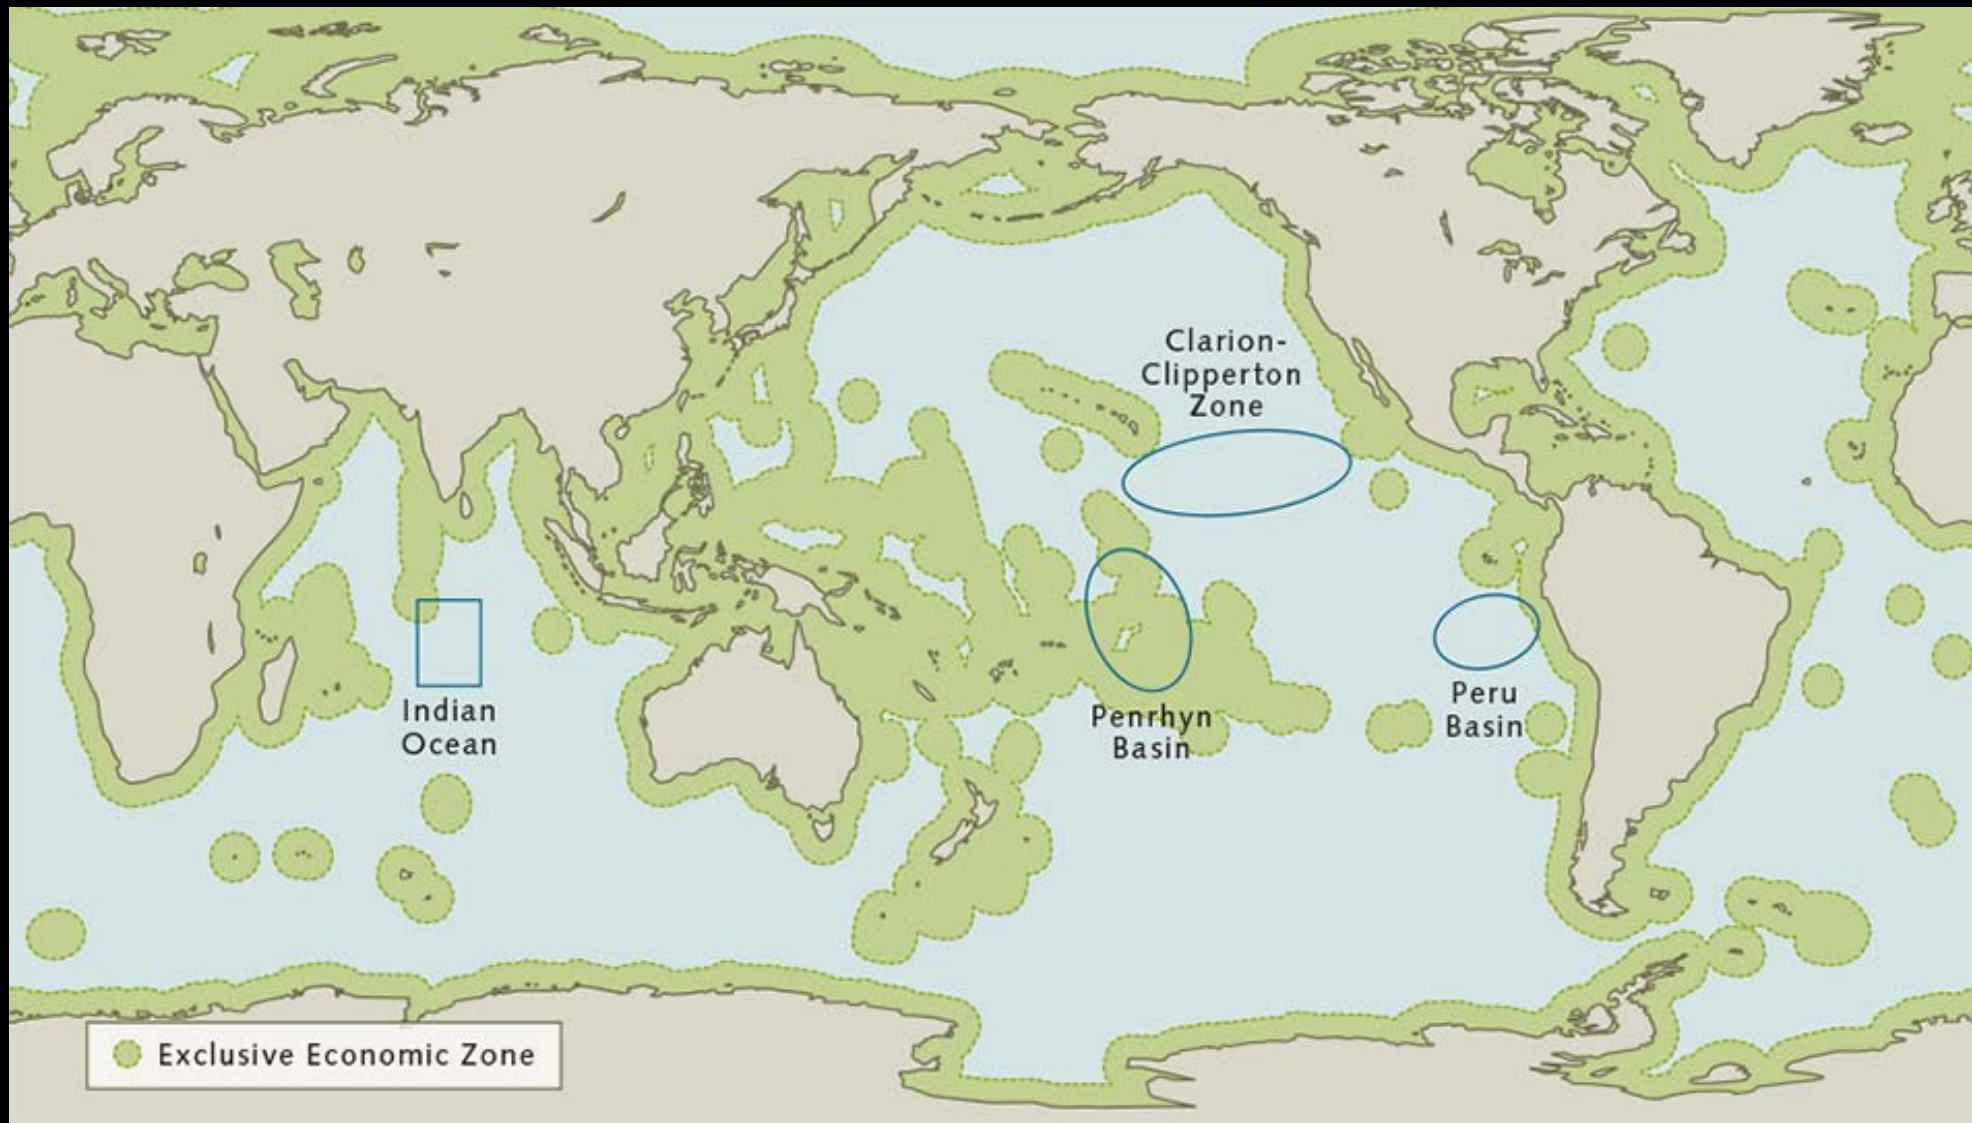 Clarion-
Clipperton
Zone
Indian
Ocean
Penrhyn
Basin
Peru
Basin
Exclusive Economic Zone